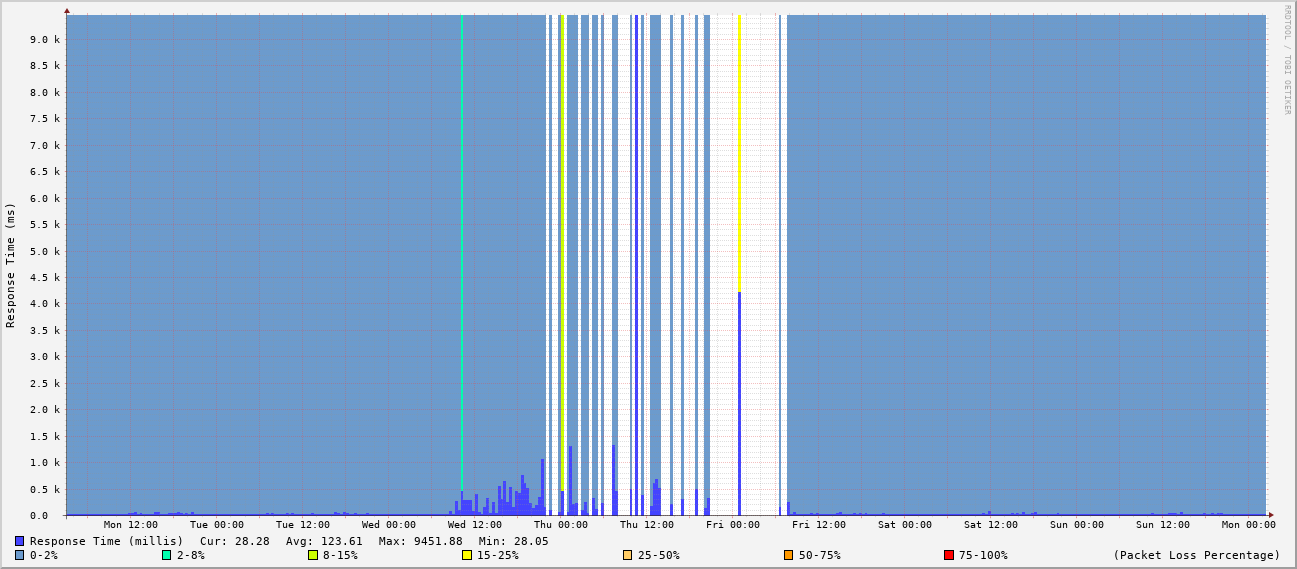 RRDTOOL / TOBI OETIKER
Response Time (ms)
9.0 k
8.5 k
8.0 k
7.5 k
7.0 k
6.5 k
6.0 k
5.5 k
5.0 k
4.5 k
4.0 k
3.5 k
3.0 k
2.5 k
2.0 k
1.5 k
1.0 k
0.5 k
0.0
Mon 12:00 Tue 00:00 Tue 12:00 Wed 00:00 Wed 12:00 Thu 00:00 Thu 12:00 Fri 00:00 Fri 12:00 Sat 00:00 Sat 12:00 Sun 00:00 Sun 12:00 Mon 00:00
Response Time (millis) Cur: 28.28 Avg: 123.61 Max: 9451.88 Min: 28.05
0-2% 2-8% 8-15% 15-25% 25-50% 50-75% 75-100% (Packet Loss Percentage)